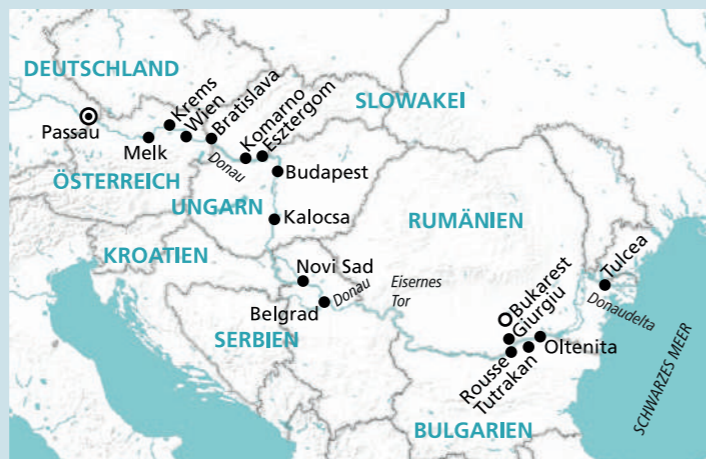 DEUTSCHLAND
Passau
Melk
Krems
Wien
Bratislava
Donau
Komarno
Esztergom
SLOWAKEI
Budapest
ÖSTERREICH
UNGARN
Kalocsa
RUMÄNIEN
KROATIEN
Novi Sad
Donau
Belgrad
SERBIEN
Eisernes
Tor
Bukarest
Giurgiu
Tulcea
Donaudelta
Rousse
Tutrakan
Oltenita
SCHWARZES MEER
BULGARIEN